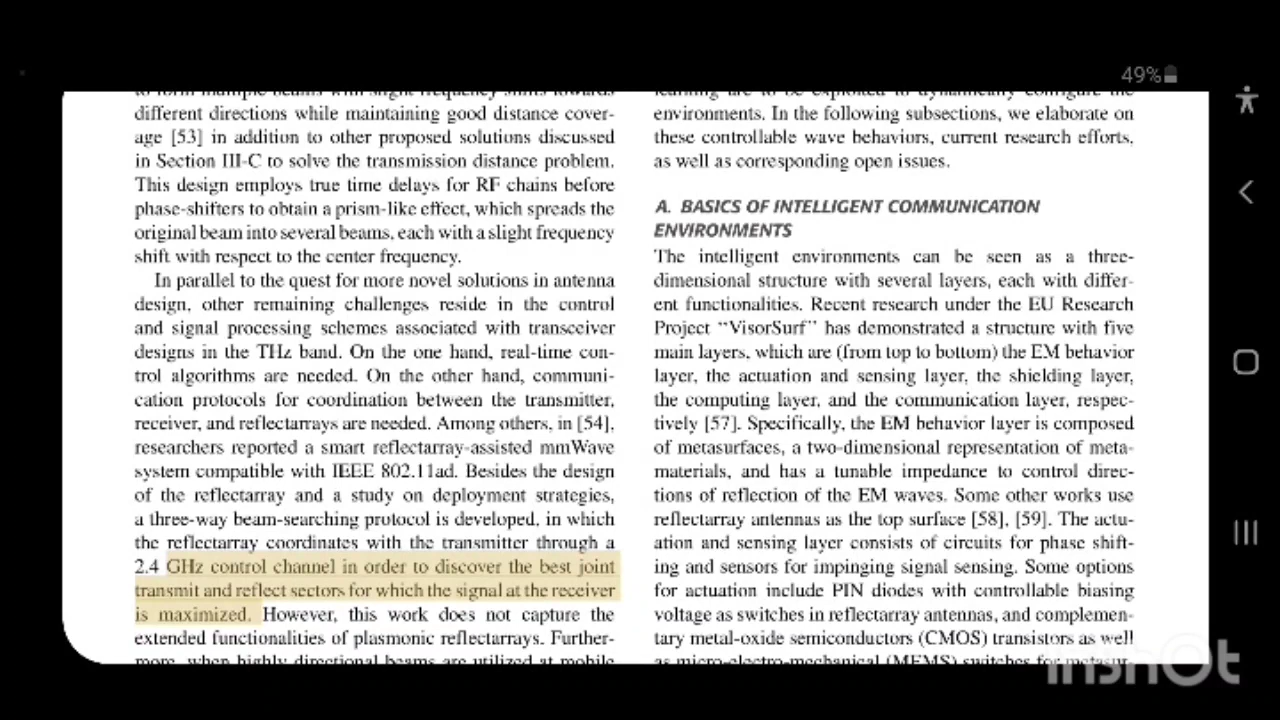 49%
different directions while maintaining good distance cover-
age [53] in addition to other proposed solutions discussed
in Section III-C to solve the transmission distance problem.
This design employs true time delays for RF chains before
phase-shifters to obtain a prism-like effect, which spreads the
original beam into several beams, each with a slight frequency
shift with respect to the center frequency.
In parallel to the quest for more novel solutions in antenna
design, other remaining challenges reside in the control
and signal processing schemes associated with transceiver
designs in the THz band. On the one hand, real-time con-
trol algorithms are needed. On the other hand, communi-
cation protocols for coordination between the transmitter,
receiver, and reflectarrays are needed. Among others, in [54],
researchers reported a smart reflectarray-assisted mmWave
system compatible with IEEE 802.11ad. Besides the design
of the reflectarray and a study on deployment strategies,
a three-way beam-searching protocol is developed, in which
the reflectarray coordinates with the transmitter through a
2.4 GHz control channel in order to discover the best joint
transmit and reflect sectors for which the signal at the receiver
is maximized. However, this work does not capture the
extended functionalities of plasmonic reflectarrays. Further-
more, when highly directional beams are utilized at mobile
environments. In the following subsections, we elaborate on
these controllable wave behaviors, current research efforts,
as well as corresponding open issues.
A. BASICS OF INTELLIGENT COMMUNICATION
ENVIRONMENTS
The intelligent environments can be seen as a three-
dimensional structure with several layers, each with differ-
ent functionalities. Recent research under the EU Research
Project “VisorSurf” has demonstrated a structure with five
main layers, which are (from top to bottom) the EM behavior
layer, the actuation and sensing layer, the shielding layer,
the computing layer, and the communication layer, respec-
tively [57]. Specifically, the EM behavior layer is composed
of metasurfaces, a two-dimensional representation of meta-
materials, and has a tunable impedance to control direc-
tions of reflection of the EM waves. Some other works use
reflectarray antennas as the top surface [58], [59]. The actu-
ation and sensing layer consists of circuits for phase shift-
ing and sensors for impinging signal sensing. Some options
for actuation include PIN diodes with controllable biasing
voltage as switches in reflectarray antennas, and complemen-
tary metal-oxide semiconductors (CMOS) transistors as well
as micro-electro-mechanical (MEMS) switches for metasur-
InShOt